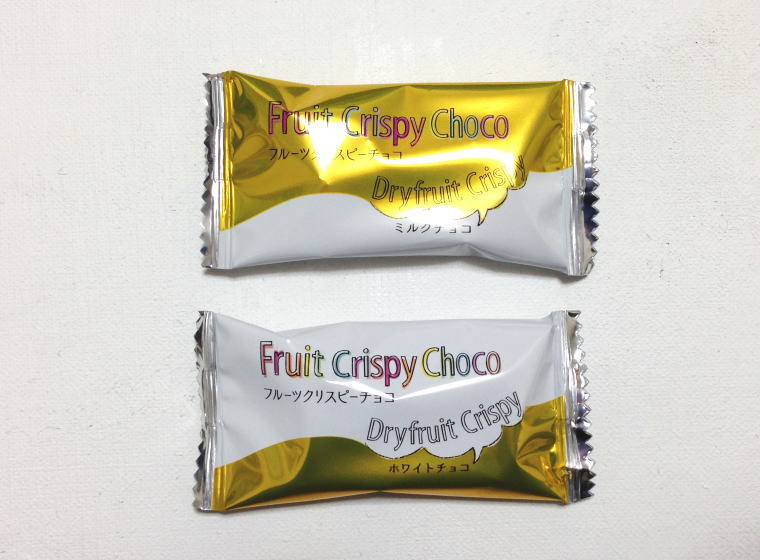 Fruit Crispy Choco
フルーツクリスピーチョコ
Dryfruit Crispy
ミルクチョコ
Fruit Crispy Choco
フルーツクリスピーチョコ
Dryfruit Crispy
ホワイトチョコ